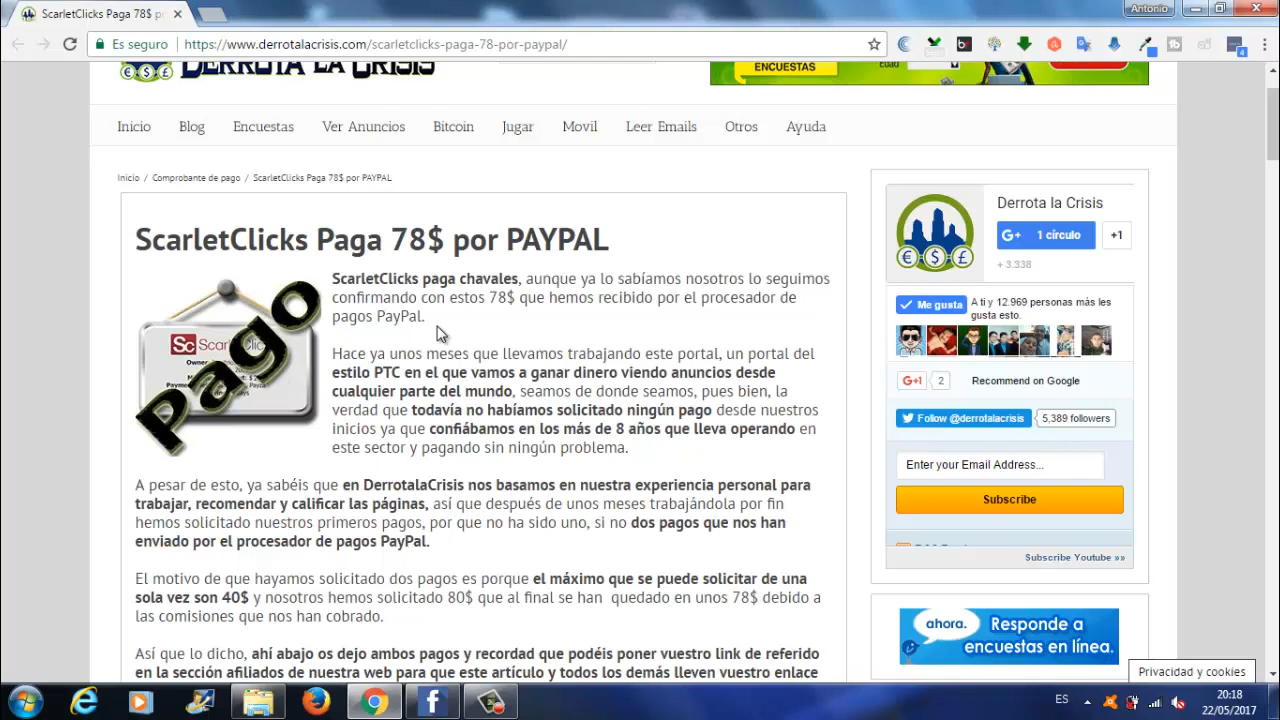 ScarletClicks Paga 78$ po
Antonio
Es seguro
https://www.derrotalacrisis.com/scarletclicks-paga-78-por-paypal/
€ $ £
DERROTA LA CRISIS
ENCUESTAS
Edad
Inicio
Blog
Encuestas
Ver Anuncios
Bitcoin
Jugar
Movil
Leer Emails
Otros
Ayuda
Inicio / Comprobante de pago / ScarletClicks Paga 78$ por PAYPAL
ScarletClicks Paga 78$ por PAYPAL
Pago
ScarletClicks paga chavales, aunque ya lo sabíamos nosotros lo seguimos
confirmando con estos 78$ que hemos recibido por el procesador de
pagos PayPal.
Hace ya unos meses que llevamos trabajando este portal, un portal del
estilo PTC en el que vamos a ganar dinero viendo anuncios desde
cualquier parte del mundo, seamos de donde seamos, pues bien, la
verdad que todavía no habíamos solicitado ningún pago desde nuestros
inicios ya que confiábamos en los más de 8 años que lleva operando en
este sector y pagando sin ningún problema.
A pesar de esto, ya sabéis que en DerrotalaCrisis nos basamos en nuestra experiencia personal para
trabajar, recomendar y calificar las páginas, así que después de unos meses trabajándola por fin
hemos solicitado nuestros primeros pagos, por que no ha sido uno, si no dos pagos que nos han
enviado por el procesador de pagos PayPal.
El motivo de que hayamos solicitado dos pagos es porque el máximo que se puede solicitar de una
sola vez son 40$ y nosotros hemos solicitado 80$ que al final se han quedado en unos 78$ debido a
las comisiones que nos han cobrado.
Así que lo dicho, ahí abajo os dejo ambos pagos y recordad que podéis poner vuestro link de referido
en la sección afiliados de nuestra web para que este artículo y todos los demás lleven vuestro enlace
€ $ £
Derrota la Crisis
G+ 1 círculo
+1
+ 3.338
Me gusta
A ti y 12.969 personas más les
gusta esto.
G+1
2
Recommend on Google
Follow @derrotalacrisis
5,389 followers
Enter your Email Address...
Subscribe
Subscribe Youtube »»
ahora.
Responde a
encuestas en línea.
Privacidad y cookies
ES
20:18
22/05/2017